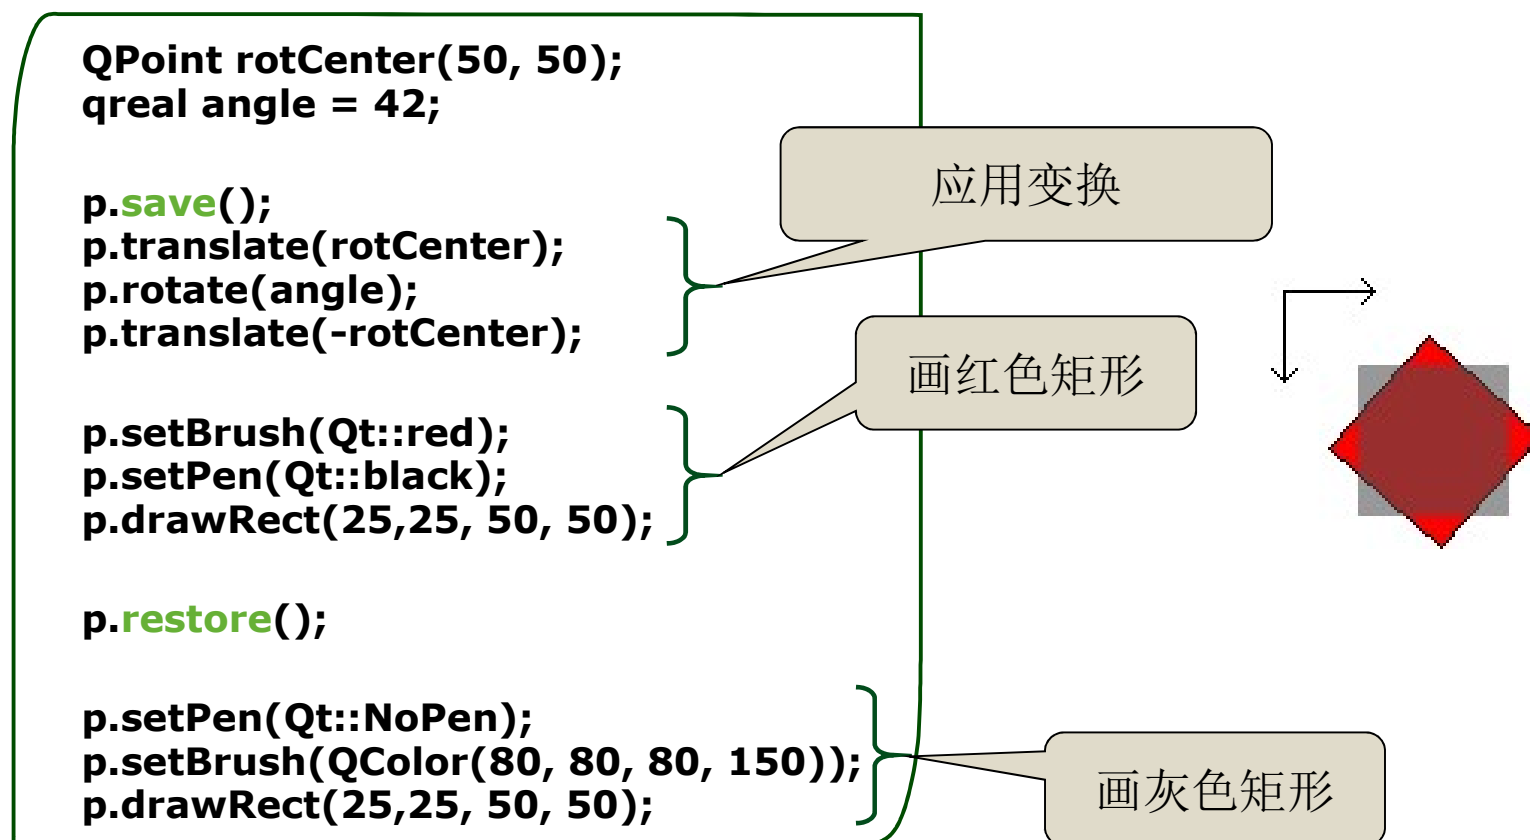 QPoint rotCenter(50, 50);
qreal angle = 42;
p.save();
p.translate(rotCenter);
p.rotate(angle);
p.translate(-rotCenter);
应用变换
p.setBrush(Qt::red);
p.setPen(Qt::black);
p.drawRect(25,25, 50, 50);
画红色矩形
p.restore();
p.setPen(Qt::NoPen);
p.setBrush(QColor(80, 80, 80, 150));
p.drawRect(25,25, 50, 50);
画灰色矩形